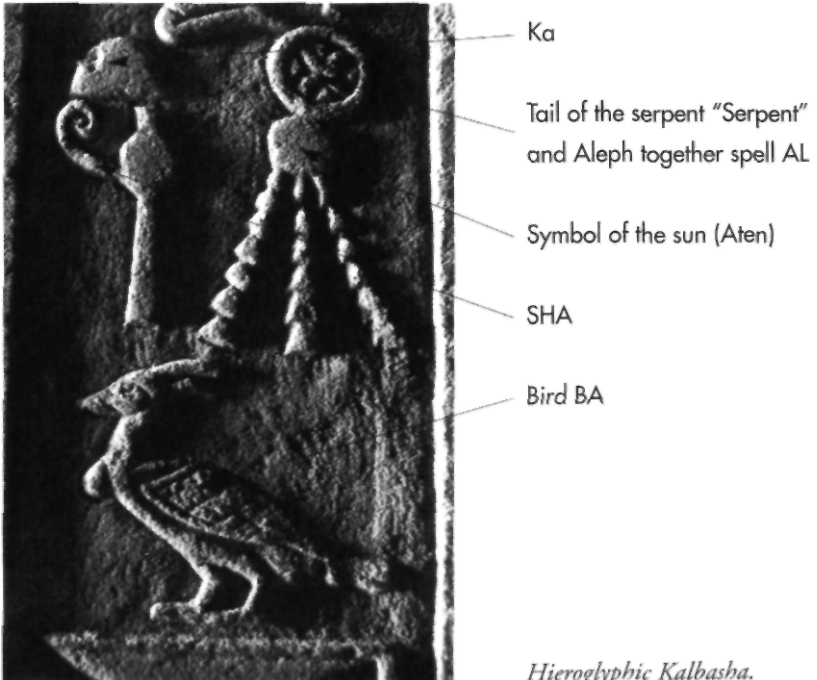 Ka
Tail of the serpent "Serpent"
and Aleph together spell AL
Symbol of the sun (Aten)
SHA
Bird BA
Hieroglyphic Kalbasha.